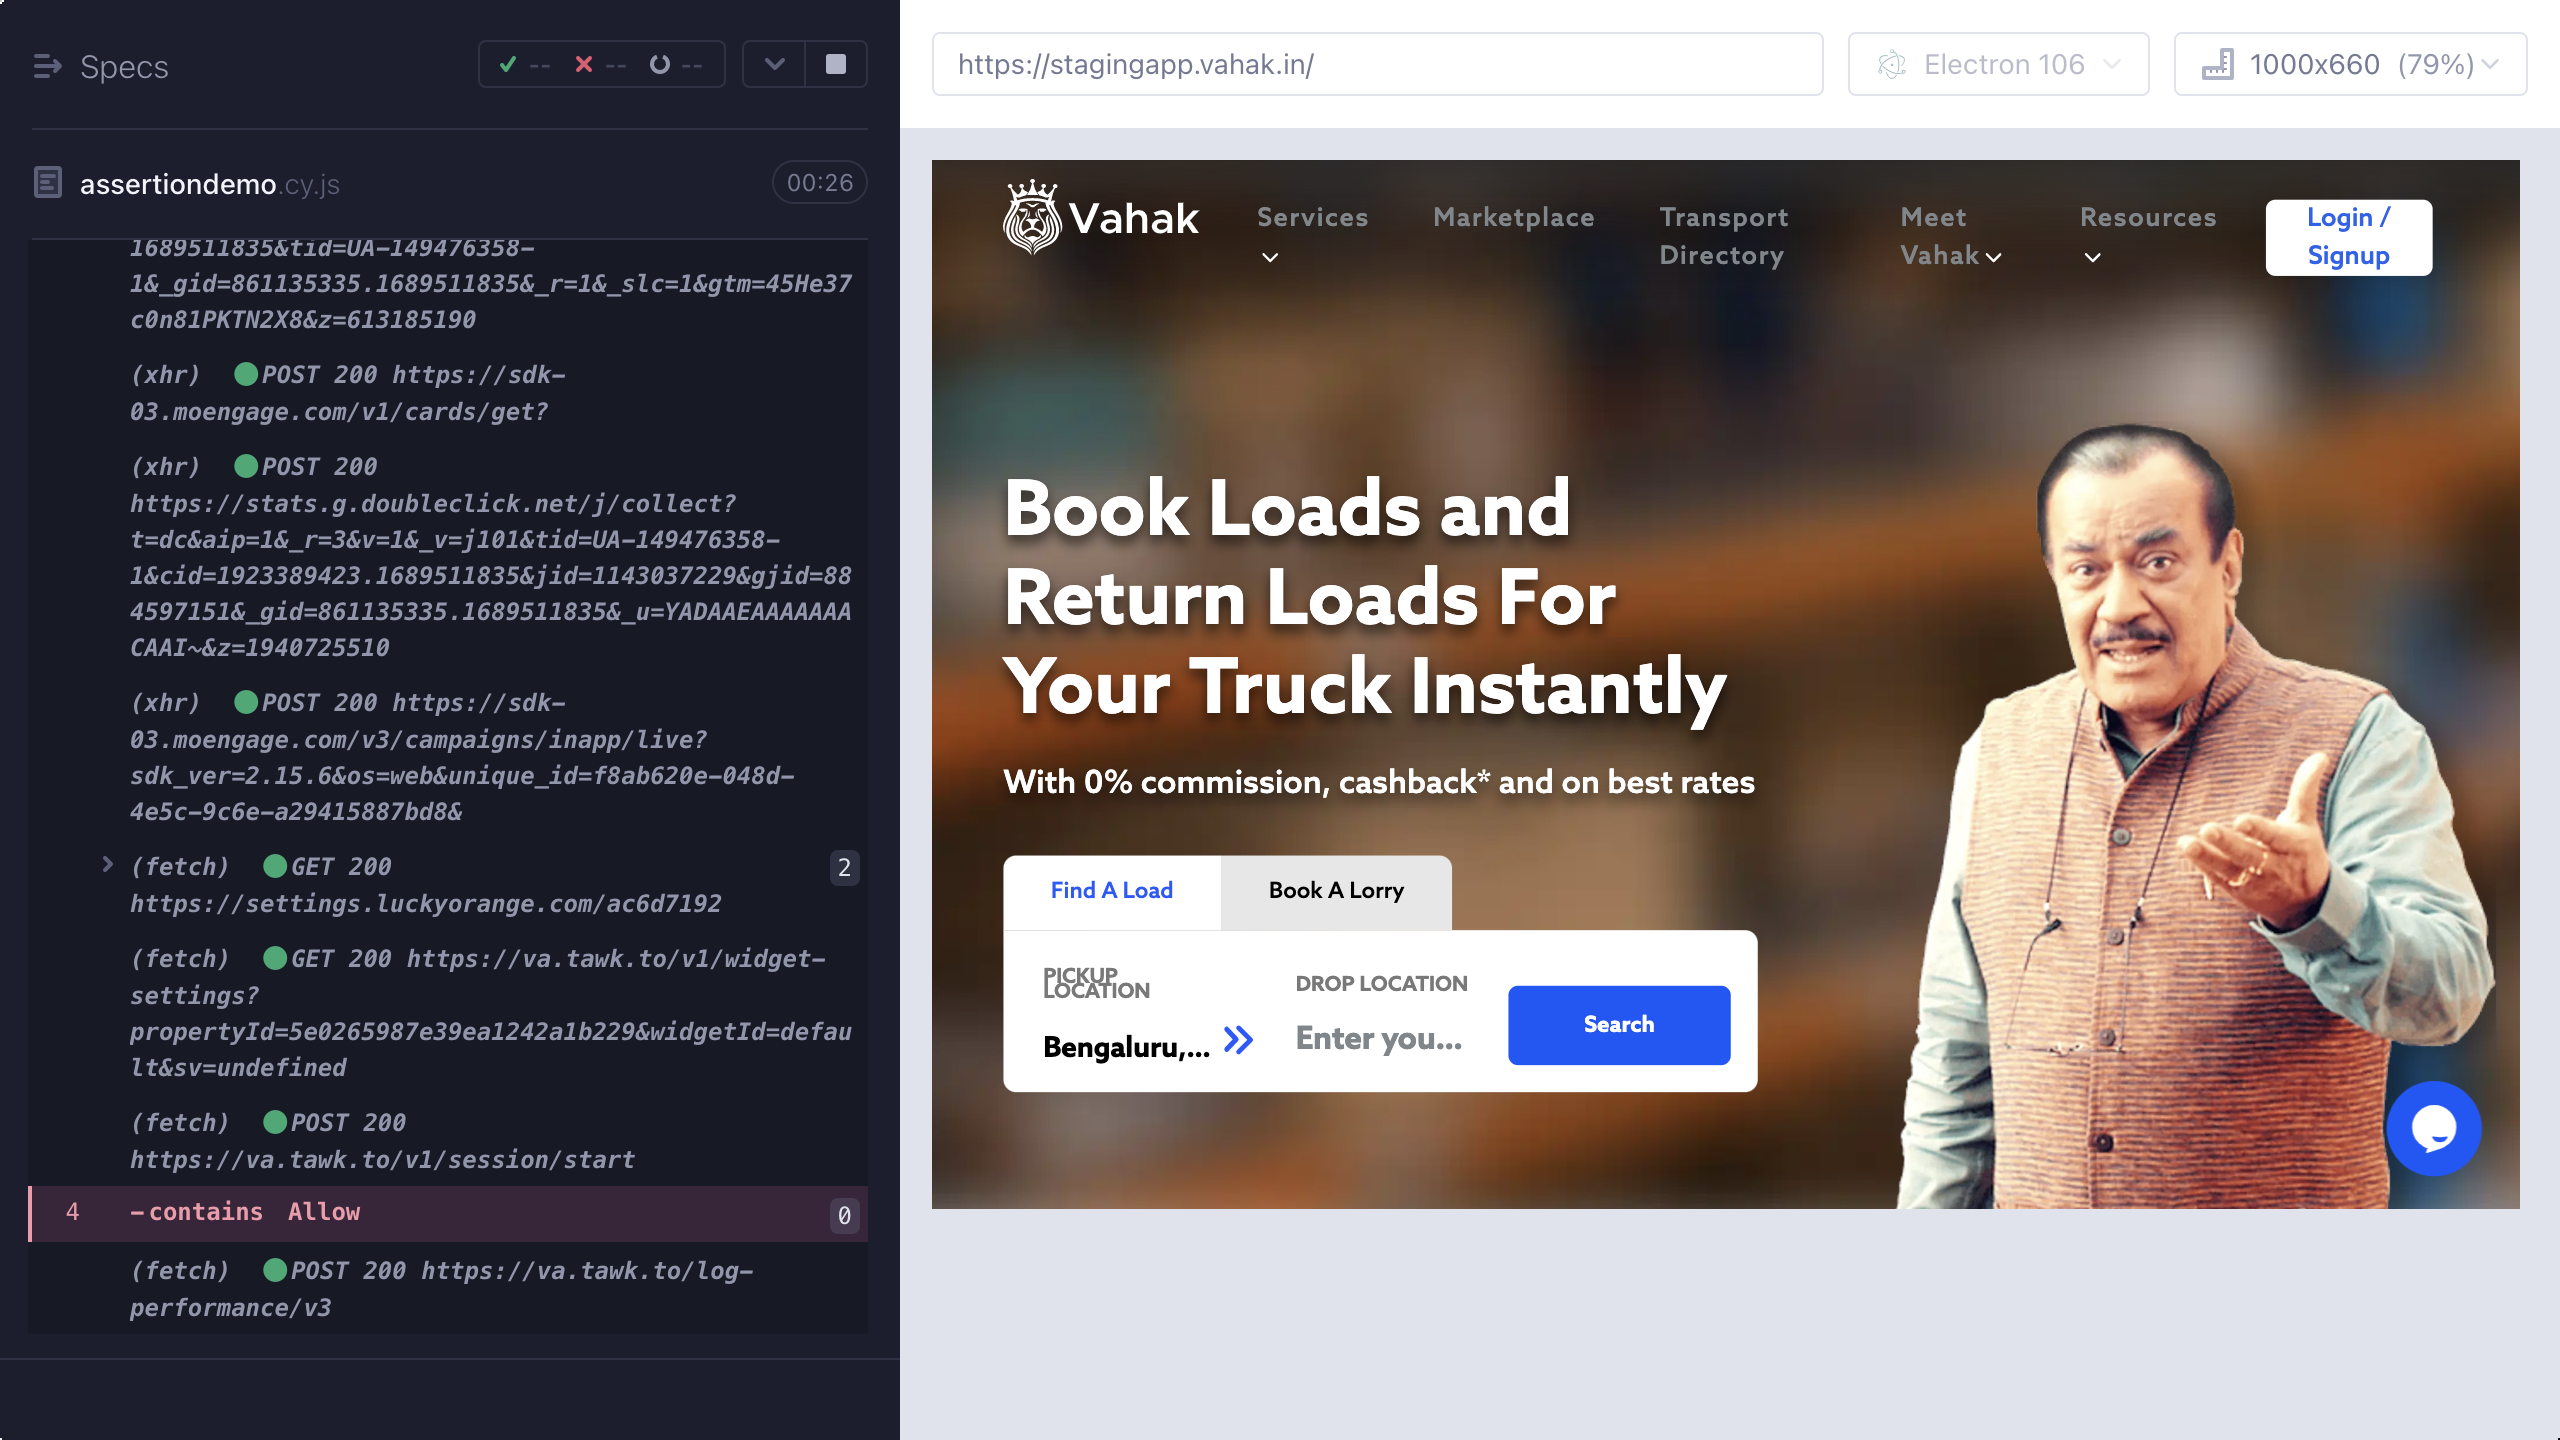 Specs
-- -- --
assertiondemo.cy.js
00:26
1689511835&tid=UA-149476358-
1&_gid=861135335.1689511835&_r=1&_slc=1&gtm=45He37
c0n81PKTN2X8&z=613185190
(xhr) POST 200 https://sdk-
03.moengage.com/v1/cards/get?
(xhr) POST 200
https://stats.g.doubleclick.net/j/collect?
t=dc&aip=1&_r=3&v=1&_v=j101&tid=UA-149476358-
1&cid=1923389423.1689511835&jid=1143037229&gjid=88
4597151&_gid=861135335.1689511835&_u=YADAAEAAAAAAA
CAAI~&z=1940725510
(xhr) POST 200 https://sdk-
03.moengage.com/v3/campaigns/inapp/live?
sdk_ver=2.15.6&os=web&unique_id=f8ab620e-048d-
4e5c-9c6e-a29415887bd8&
(fetch) GET 200 2
https://settings.luckyorange.com/ac6d7192
(fetch) GET 200 https://va.tawk.to/v1/widget-
settings?
propertyId=5e0265987e39ea1242a1b229&widgetId=defau
lt&sv=undefined
(fetch) POST 200
https://va.tawk.to/v1/session/start
4 -contains Allow 0
(fetch) POST 200 https://va.tawk.to/log-
performance/v3
https://stagingapp.vahak.in/
Electron 106
1000x660 (79%)
Vahak
Services
Marketplace
Transport
Directory
Meet
Vahak
Resources
Login /
Signup
Book Loads and
Return Loads For
Your Truck Instantly
With 0% commission, cashback* and on best rates
Find A Load
Book A Lorry
PICKUP
LOCATION
Bengaluru,...
DROP LOCATION
Enter you...
Search